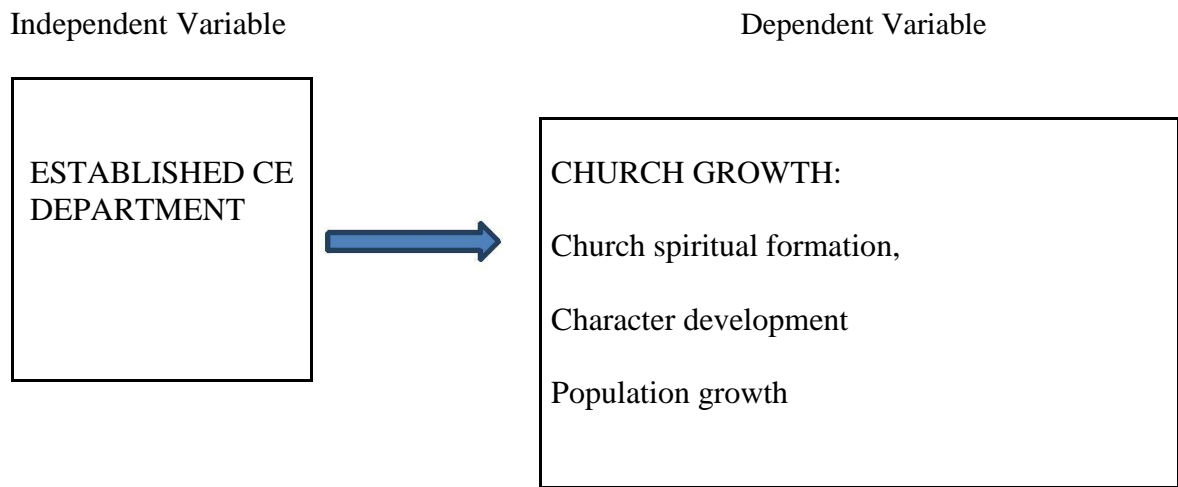 Independent Variable
Dependent Variable
ESTABLISHED CE
DEPARTMENT
CHURCH GROWTH:
Church spiritual formation,
Character development
Population growth